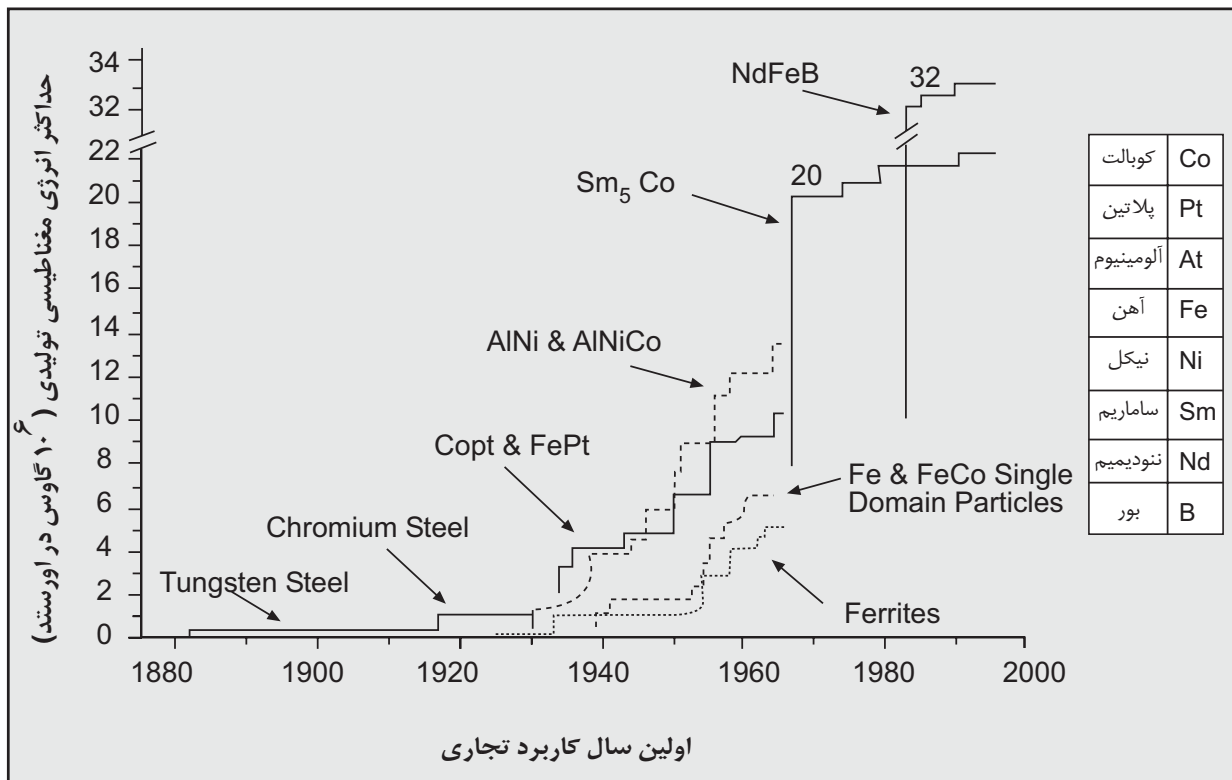 حداکثر انرژی مغناطیسی تولیدی (۱۰۶ گاوس در اورستد)
34
32
22
20
18
16
14
12
10
8
6
4
2
0
NdFeB
32
Sm5 Co
20
AlNi & AlNiCo
Copt & FePt
Fe & FeCo Single
Domain Particles
Chromium Steel
Tungsten Steel
Ferrites
1880 1900 1920 1940 1960 1980 2000
اولین سال کاربرد تجاری
کوبالت Co
پلاتین Pt
آلومینیوم At
آهن Fe
نیکل Ni
ساماریم Sm
ننودیمیم Nd
بور B